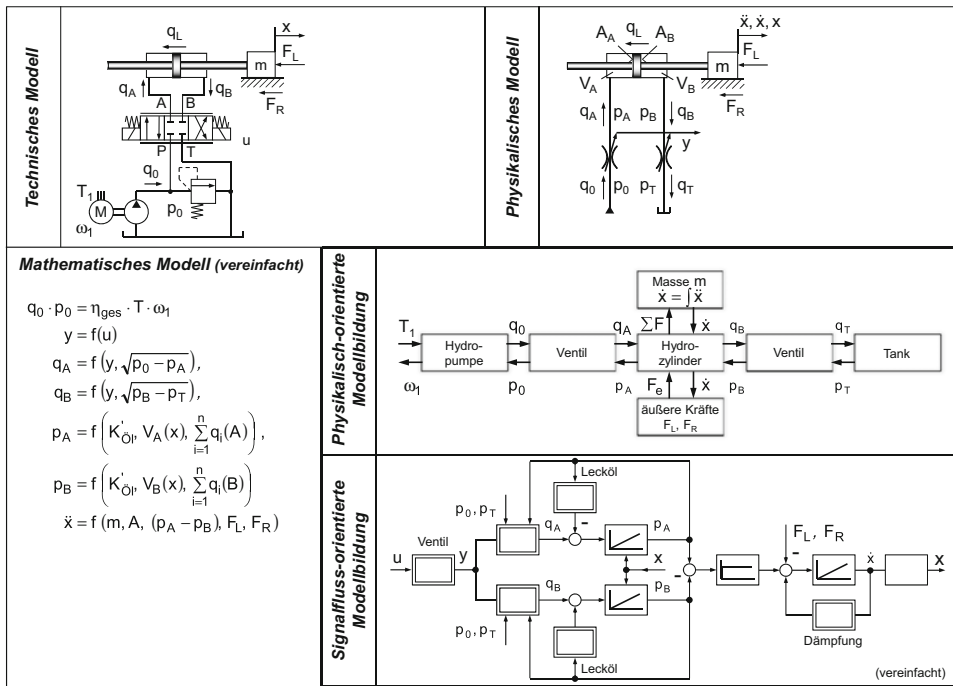 Technisches Modell
x
q_L
F_L
m
q_A
q_B
F_R
A B
u
P T
q_0
T_1
M
p_0
ω_1
Physikalisches Modell
ẍ, ẋ, x
A_A q_L A_B
F_L
m
V_A V_B
F_R
q_A p_A p_B q_B
y
q_0 p_0 p_T q_T
Mathematisches Modell (vereinfacht)
q_0 · p_0 = η_ges · T · ω_1
y = f(u)
q_A = f (y, √(p_0 – p_A)),
q_B = f (y, √(p_B – p_T)),
p_A = f (K'_Öl, V_A(x), ∑_{i=1}^{n} q_i(A)),
p_B = f (K'_Öl, V_B(x), ∑_{i=1}^{n} q_i(B))
ẍ = f (m, A, (p_A – p_B), F_L, F_R)
Physikalisch-orientierte
Modellbildung
Masse m
ẋ = ∫ẍ
∑F ẋ
T_1 q_0 q_A q_B q_T
Hydro-
pumpe
Ventil
Hydro-
zylinder
Ventil
Tank
ω_1 p_0 p_A F_e ẋ p_B p_T
äußere Kräfte
F_L, F_R
Signalfluss-orientierte
Modellbildung
Lecköl
p_0, p_T
q_A
-
p_A
F_L, F_R
-
Ventil
u
y
x
-
ẋ
x
q_B
p_B
p_0, p_T
Dämpfung
Lecköl
(vereinfacht)